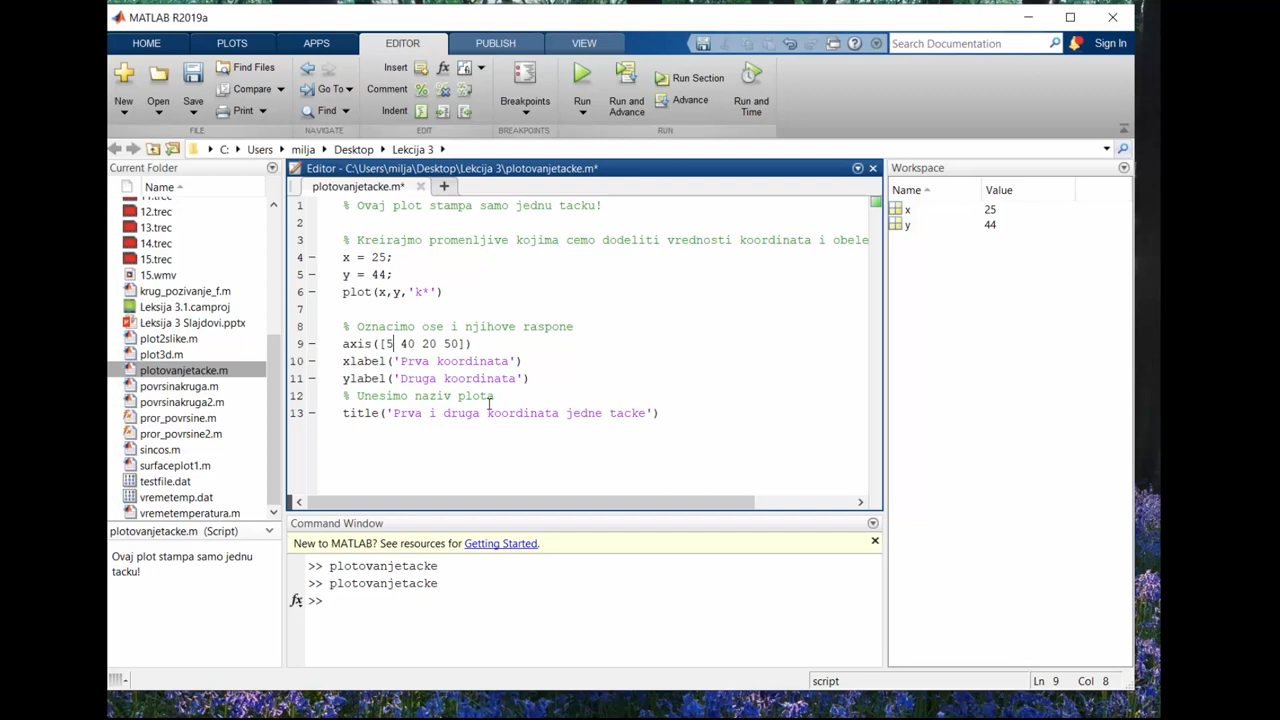 MATLAB R2019a
HOME PLOTS APPS EDITOR PUBLISH VIEW Search Documentation Sign In
New Open Save Find Files Compare Print Go To Find Insert fx Comment Indent Breakpoints Run Run and Advance Run Section Advance Run and Time
FILE NAVIGATE EDIT BREAKPOINTS RUN
C: Users milja Desktop Lekcija 3
Current Folder
Name
12.trec
13.trec
14.trec
15.trec
15.wmv
krug_pozivanje_f.m
Leksija 3.1.camproj
Leksija 3 Slajdovi.pptx
plot2slike.m
plot3d.m
plotovanjetacke.m
povrsinakruga.m
povrsinakruga2.m
pror_povrsine.m
pror_povrsine2.m
sincos.m
surfaceplot1.m
testfile.dat
vremetemp.dat
vremetemperatura.m
plotovanjetacke.m (Script)
Ovaj plot stampa samo jednu
tacku!
Editor - C:\Users\milja\Desktop\Lekcija 3\plotovanjetacke.m*
plotovanjetacke.m*
1 % Ovaj plot stampa samo jednu tacku!
2
3 % Kreirajmo promenljive kojima cemo dodeliti vrednosti koordinata i obele
4 – x = 25;
5 – y = 44;
6 – plot(x,y,'k*')
7
8 % Oznacimo ose i njihove raspone
9 – axis([5 40 20 50])
10 – xlabel('Prva koordinata')
11 – ylabel('Druga koordinata')
12 % Unesimo naziv plota
13 – title('Prva i druga koordinata jedne tacke')
Command Window
New to MATLAB? See resources for Getting Started.
>> plotovanjetacke
>> plotovanjetacke
fx >>
Workspace
Name Value
x 25
y 44
script Ln 9 Col 8